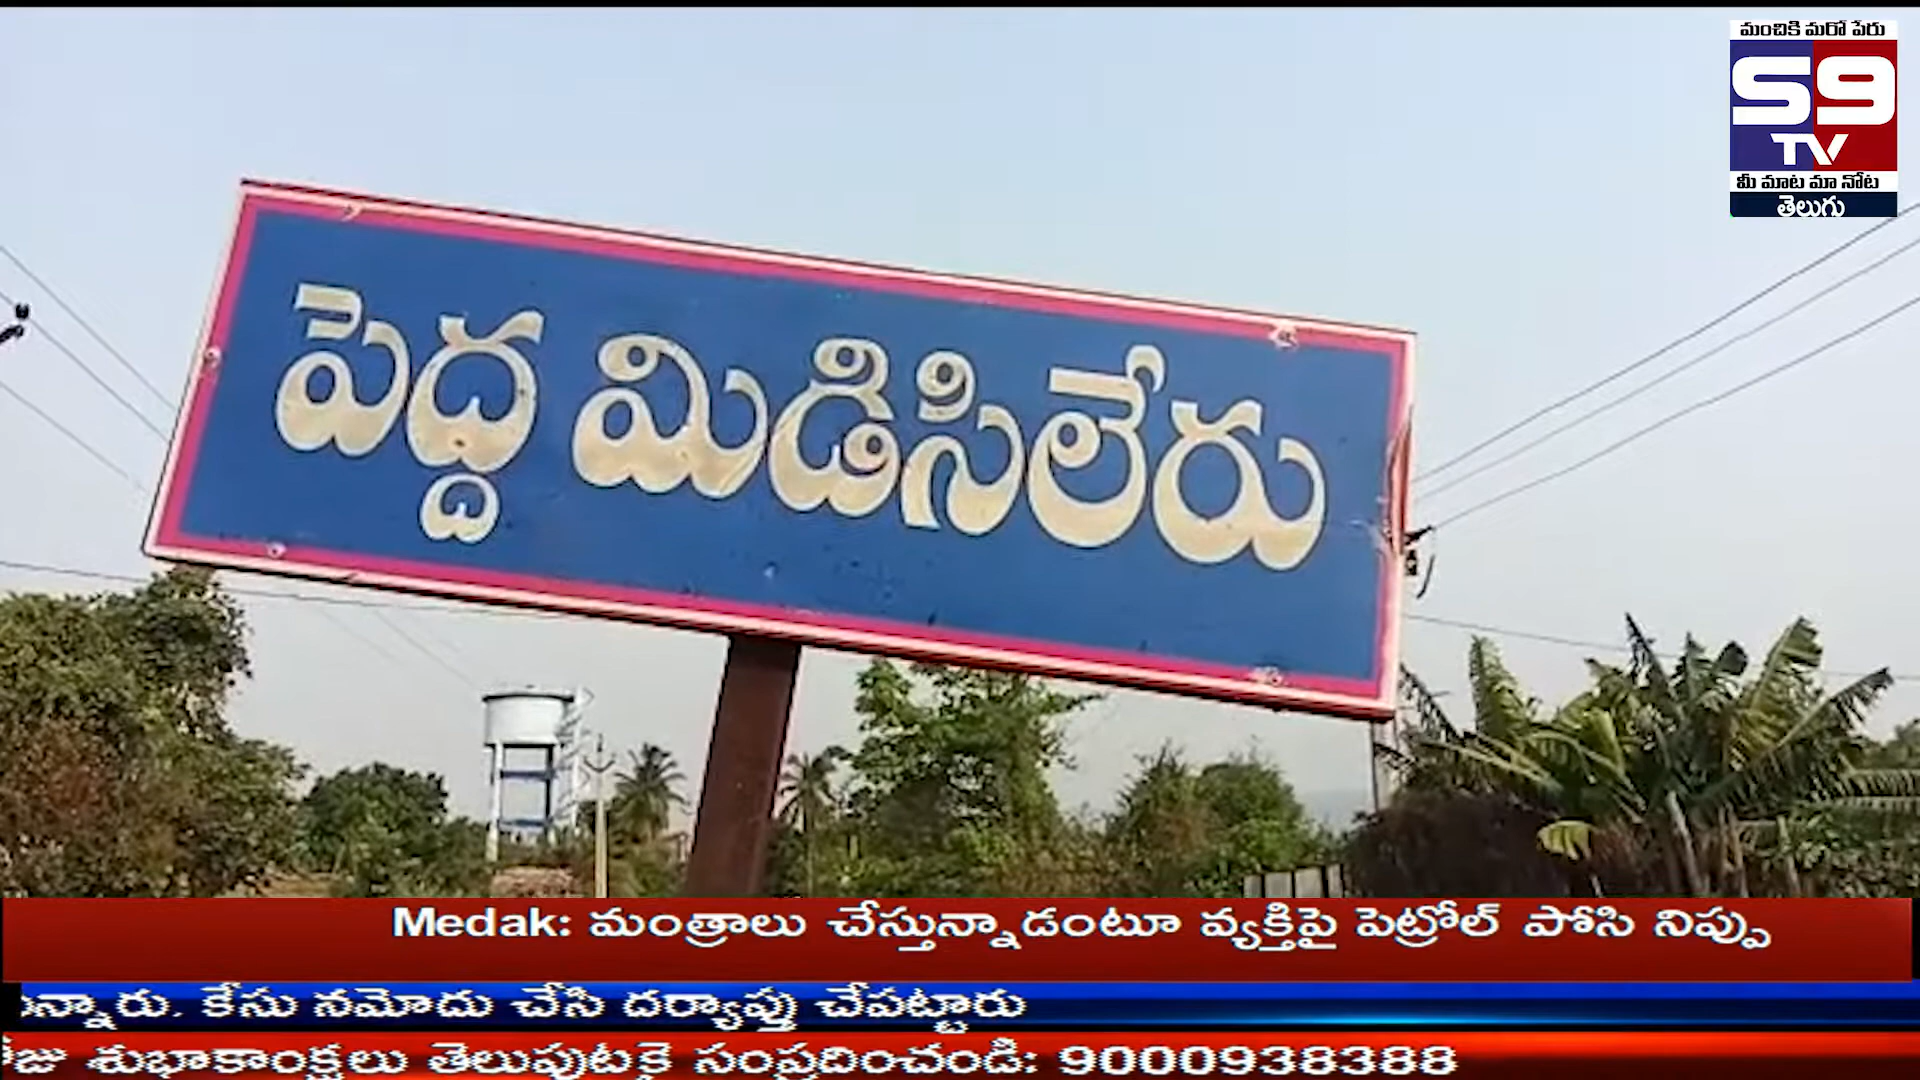 మంచికి మరో పేరు
S9
TV
మీ మాట మా నోట
తెలుగు
పెద్ద మిడిసిలేరు
Medak: మంత్రాలు చేస్తున్నాడంటూ వ్యక్తిపై పెట్రోల్ పోసి నిప్పు
న్నారు. కేసు నమోదు చేసి దర్యాప్తు చేపట్టారు
శుభాకాంక్షలు తెలుపుటకై సంప్రదించండి: 9000938388